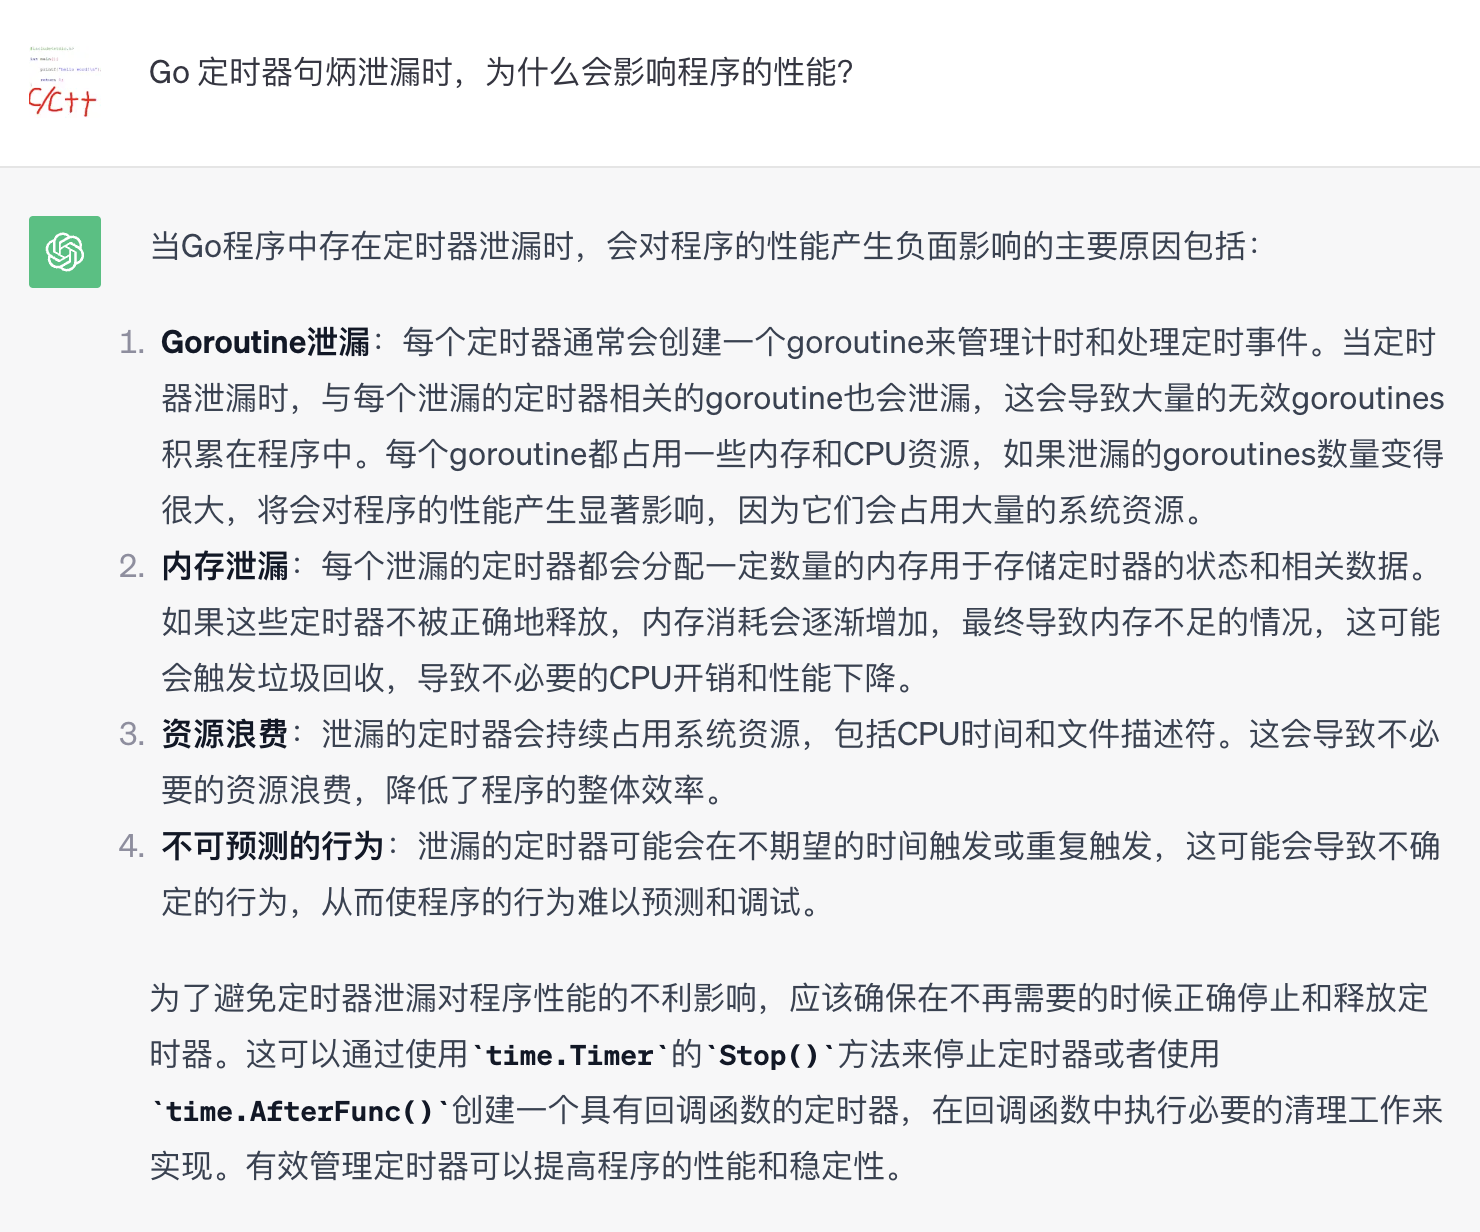 #include<stdio.h>
int main(){
printf("hello world\n");
return 0;
C/C++
Go 定时器句炳泄漏时，为什么会影响程序的性能？
当Go程序中存在定时器泄漏时，会对程序的性能产生负面影响的主要原因包括：
1. Goroutine泄漏：每个定时器通常会创建一个goroutine来管理计时和处理定时事件。当定时
器泄漏时，与每个泄漏的定时器相关的goroutine也会泄漏，这会导致大量的无效goroutines
积累在程序中。每个goroutine都占用一些内存和CPU资源，如果泄漏的goroutines数量变得
很大，将会对程序的性能产生显著影响，因为它们会占用大量的系统资源。
2. 内存泄漏：每个泄漏的定时器都会分配一定数量的内存用于存储定时器的状态和相关数据。
如果这些定时器不被正确地释放，内存消耗会逐渐增加，最终导致内存不足的情况，这可能
会触发垃圾回收，导致不必要的CPU开销和性能下降。
3. 资源浪费：泄漏的定时器会持续占用系统资源，包括CPU时间和文件描述符。这会导致不必
要的资源浪费，降低了程序的整体效率。
4. 不可预测的行为：泄漏的定时器可能会在不期望的时间触发或重复触发，这可能会导致不确
定的行为，从而使程序的行为难以预测和调试。
为了避免定时器泄漏对程序性能的不利影响，应该确保在不再需要的时候正确停止和释放定
时器。这可以通过使用`time.Timer`的`Stop()`方法来停止定时器或者使用
`time.AfterFunc()`创建一个具有回调函数的定时器，在回调函数中执行必要的清理工作来
实现。有效管理定时器可以提高程序的性能和稳定性。